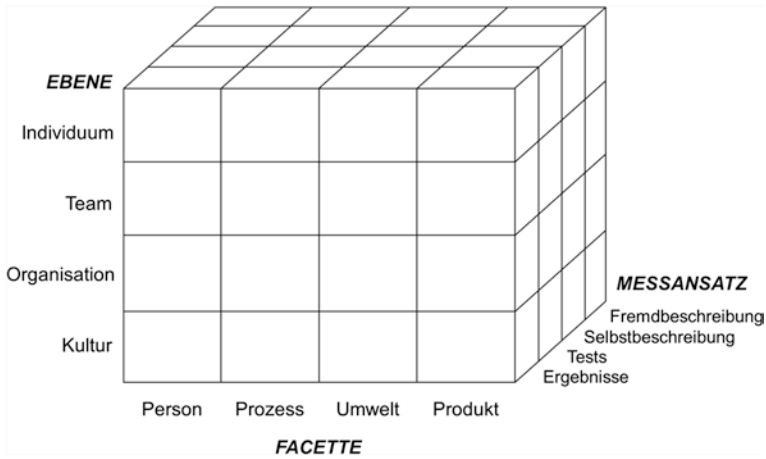 EBENE
Individuum
Team
Organisation
Kultur
MESSANSATZ
Fremdbeschreibung
Selbstbeschreibung
Tests
Ergebnisse
Person Prozess Umwelt Produkt
FACETTE